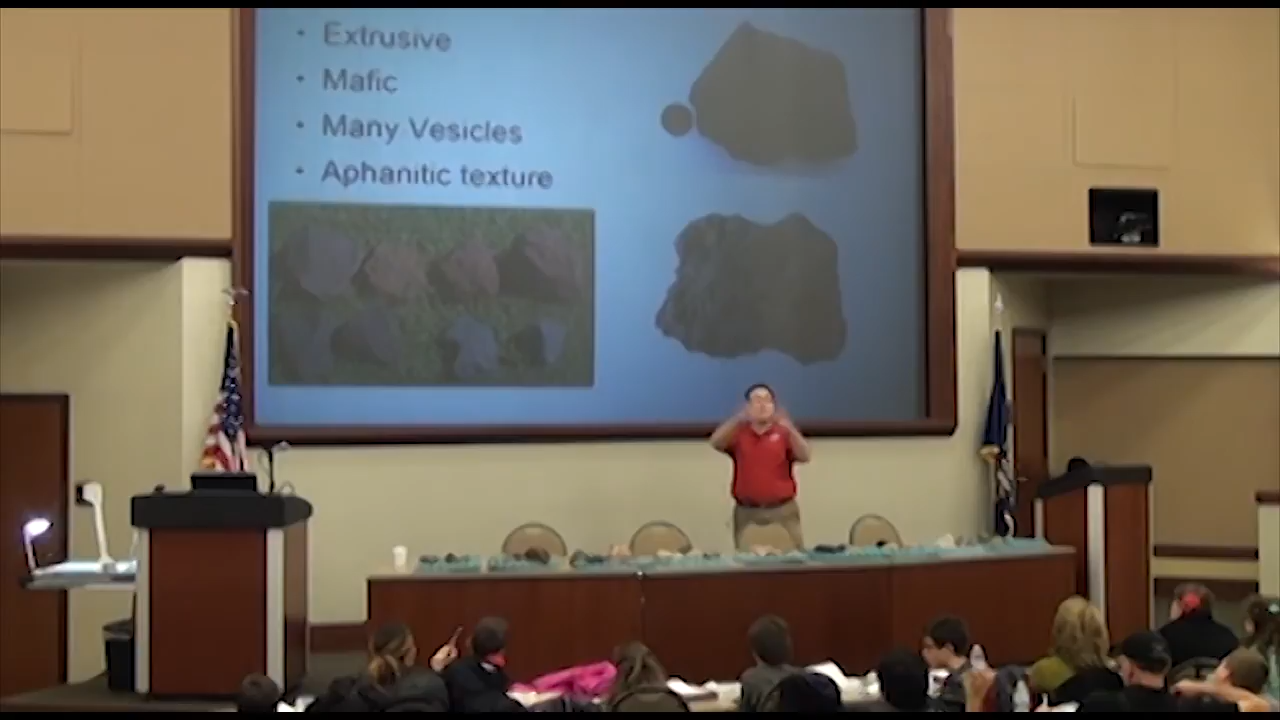 • Extrusive
• Mafic
• Many Vesicles
• Aphanitic texture